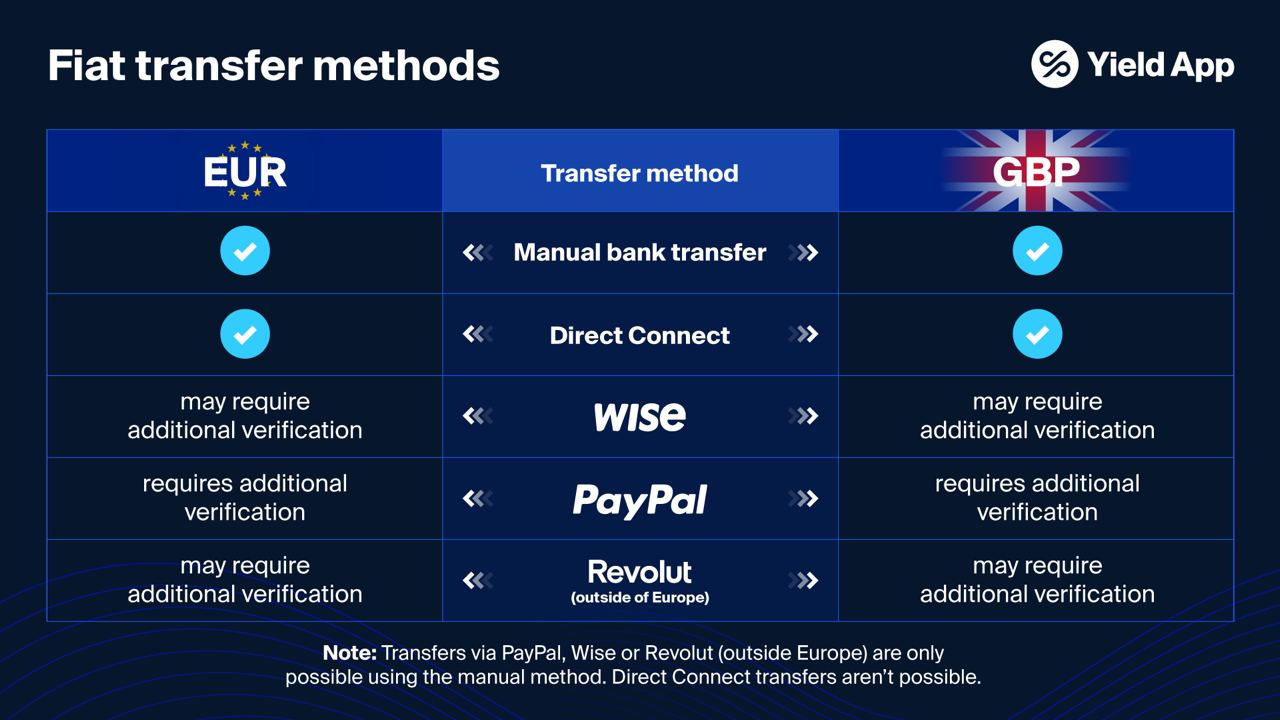 Fiat transfer methods
Yield App
EUR
Transfer method
GBP
Manual bank transfer
Direct Connect
may require
additional verification
wise
may require
additional verification
requires additional
verification
PayPal
requires additional
verification
may require
additional verification
Revolut
(outside of Europe)
may require
additional verification
Note: Transfers via PayPal, Wise or Revolut (outside Europe) are only
possible using the manual method. Direct Connect transfers aren’t possible.